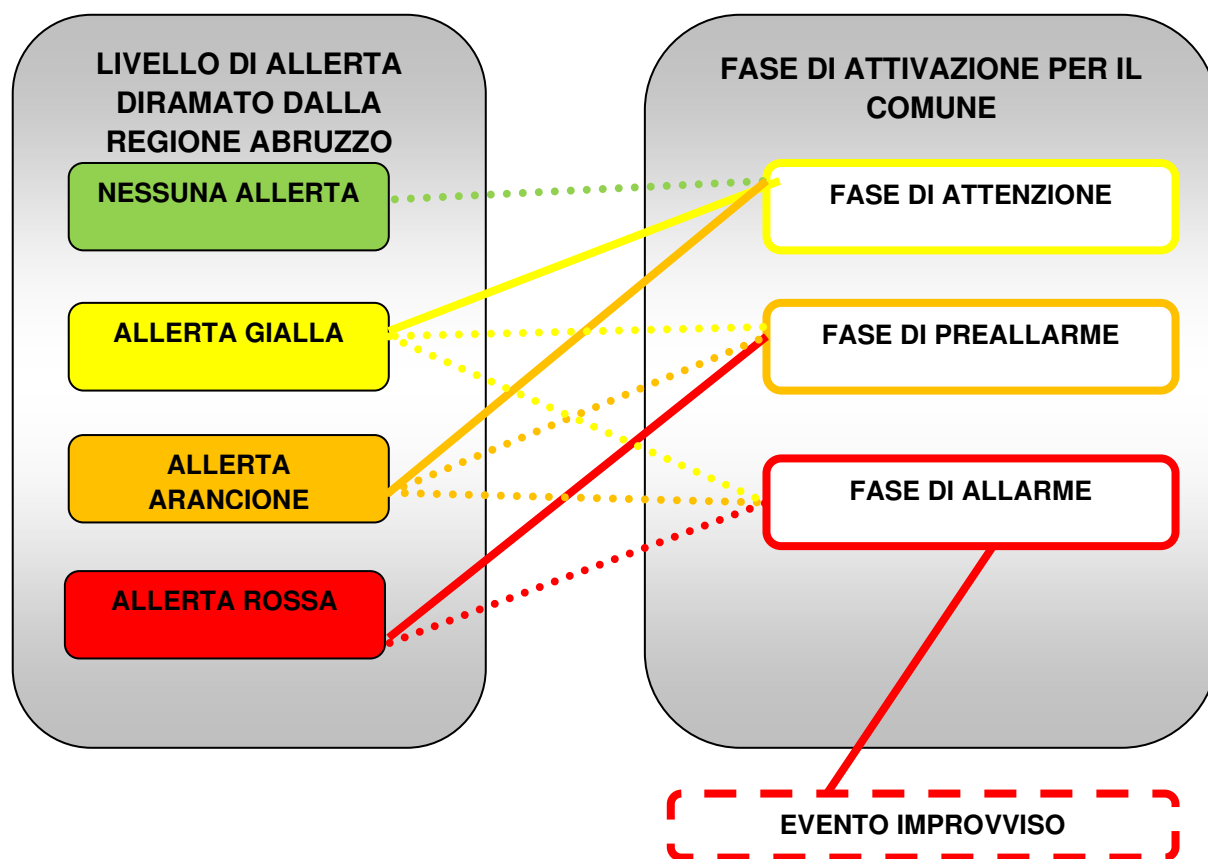 LIVELLO DI ALLERTA
DIRAMATO DALLA
REGIONE ABRUZZO
NESSUNA ALLERTA
ALLERTA GIALLA
ALLERTA
ARANCIONE
ALLERTA ROSSA
FASE DI ATTIVAZIONE PER IL
COMUNE
FASE DI ATTENZIONE
FASE DI PREALLARME
FASE DI ALLARME
EVENTO IMPROVVISO